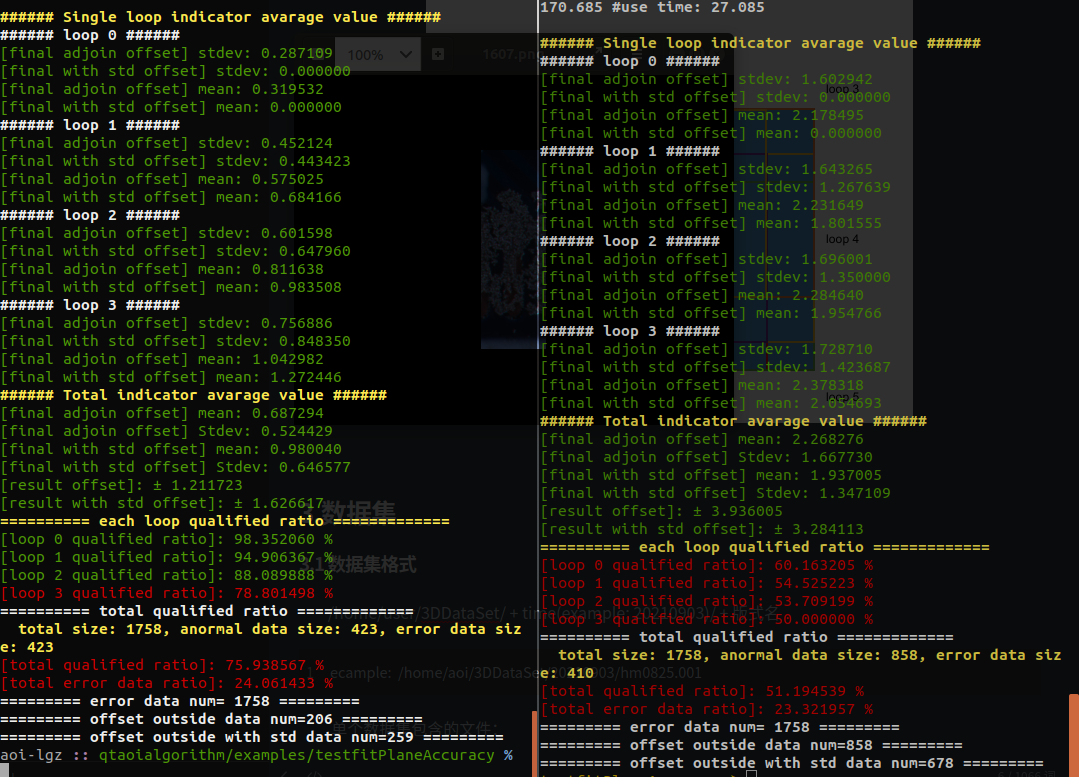 ###### Single loop indicator avarage value ######
###### loop 0 ######
[final adjoin offset] stdev: 0.287109
[final with std offset] stdev: 0.000000
[final adjoin offset] mean: 0.319532
[final with std offset] mean: 0.000000
###### loop 1 ######
[final adjoin offset] stdev: 0.452124
[final with std offset] stdev: 0.443423
[final adjoin offset] mean: 0.575025
[final with std offset] mean: 0.684166
###### loop 2 ######
[final adjoin offset] stdev: 0.601598
[final with std offset] stdev: 0.647960
[final adjoin offset] mean: 0.811638
[final with std offset] mean: 0.983508
###### loop 3 ######
[final adjoin offset] stdev: 0.756886
[final with std offset] stdev: 0.848350
[final adjoin offset] mean: 1.042982
[final with std offset] mean: 1.272446
###### Total indicator avarage value ######
[final adjoin offset] mean: 0.687294
[final adjoin offset] Stdev: 0.524429
[final with std offset] mean: 0.980040
[final with std offset] Stdev: 0.646577
[result offset]: ± 1.211723
[result with std offset]: ± 1.626617
========== each loop qualified ratio =============
[loop 0 qualified ratio]: 98.352060 %
[loop 1 qualified ratio]: 94.906367 %
[loop 2 qualified ratio]: 88.089888 %
[loop 3 qualified ratio]: 78.801498 %
========== total qualified ratio =============
total size: 1758, anormal data size: 423, error data siz
e: 423
[total qualified ratio]: 75.938567 %
[total error data ratio]: 24.061433 %
========= error data num= 1758 =========
========= offset outside data num=206 =========
========= offset outside with std data num=259 =========
aoi-lgz :: qtaoialgorithm/examples/testfitPlaneAccuracy %
170.685 #use time: 27.085
###### Single loop indicator avarage value ######
###### loop 0 ######
[final adjoin offset] stdev: 1.602942
[final with std offset] stdev: 0.000000
[final adjoin offset] mean: 2.178495
[final with std offset] mean: 0.000000
###### loop 1 ######
[final adjoin offset] stdev: 1.643265
[final with std offset] stdev: 1.267639
[final adjoin offset] mean: 2.231649
[final with std offset] mean: 1.801555
###### loop 2 ######
[final adjoin offset] stdev: 1.696001
[final with std offset] stdev: 1.350000
[final adjoin offset] mean: 2.284640
[final with std offset] mean: 1.954766
###### loop 3 ######
[final adjoin offset] stdev: 1.728710
[final with std offset] stdev: 1.423687
[final adjoin offset] mean: 2.378318
[final with std offset] mean: 2.054693
###### Total indicator avarage value ######
[final adjoin offset] mean: 2.268276
[final adjoin offset] Stdev: 1.667730
[final with std offset] mean: 1.937005
[final with std offset] Stdev: 1.347109
[result offset]: ± 3.936005
[result with std offset]: ± 3.284113
========== each loop qualified ratio =============
[loop 0 qualified ratio]: 60.163205 %
[loop 1 qualified ratio]: 54.525223 %
[loop 2 qualified ratio]: 53.709199 %
[loop 3 qualified ratio]: 50.000000 %
========== total qualified ratio =============
total size: 1758, anormal data size: 858, error data siz
e: 410
[total qualified ratio]: 51.194539 %
[total error data ratio]: 23.321957 %
========= error data num= 1758 =========
========= offset outside data num=858 =========
========= offset outside with std data num=678 =========
100%
loop 3
loop 4
loop 5
数据集
数据集格式